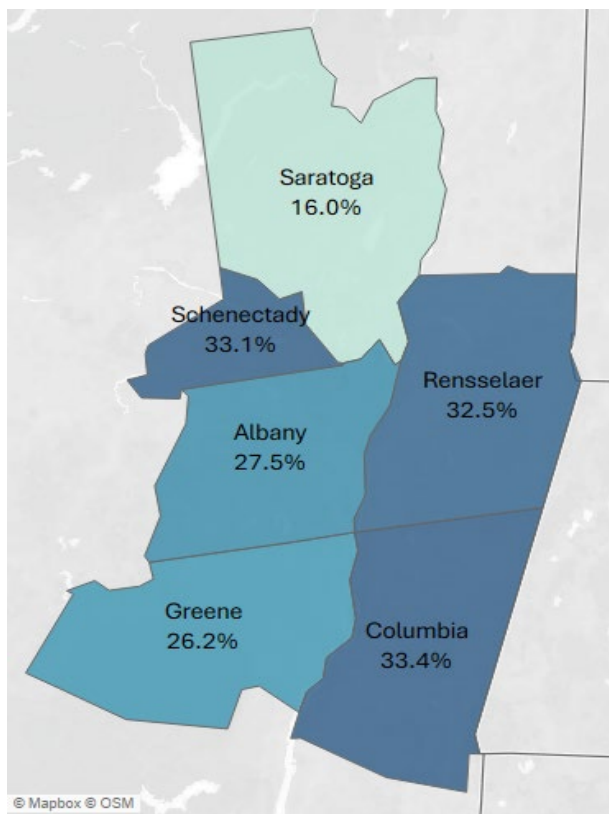 Saratoga
16.0%
Schenectady
33.1%
Rensselaer
32.5%
Albany
27.5%
Greene
26.2%
Columbia
33.4%
© Mapbox © OSM